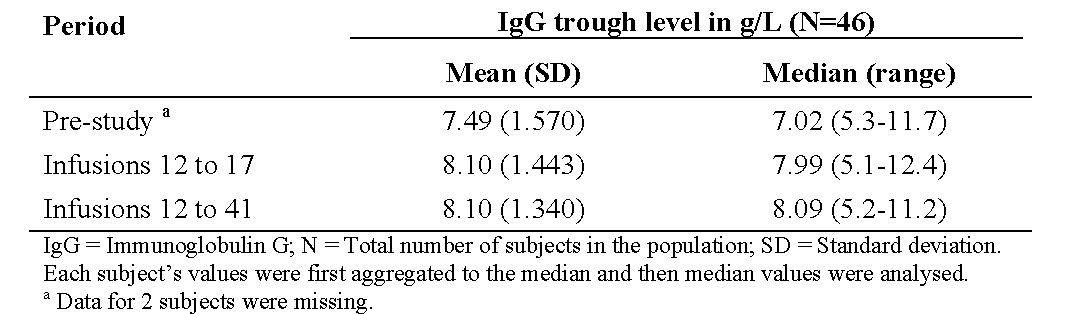 Period IgG trough level in g/L (N=46)
Mean (SD) Median (range)
Pre-study a 7.49 (1.570) 7.02 (5.3-11.7)
Infusions 12 to 17 8.10 (1.443) 7.99 (5.1-12.4)
Infusions 12 to 41 8.10 (1.340) 8.09 (5.2-11.2)
IgG = Immunoglobulin G; N = Total number of subjects in the population; SD = Standard deviation.
Each subject's values were first aggregated to the median and then median values were analysed.
a Data for 2 subjects were missing.